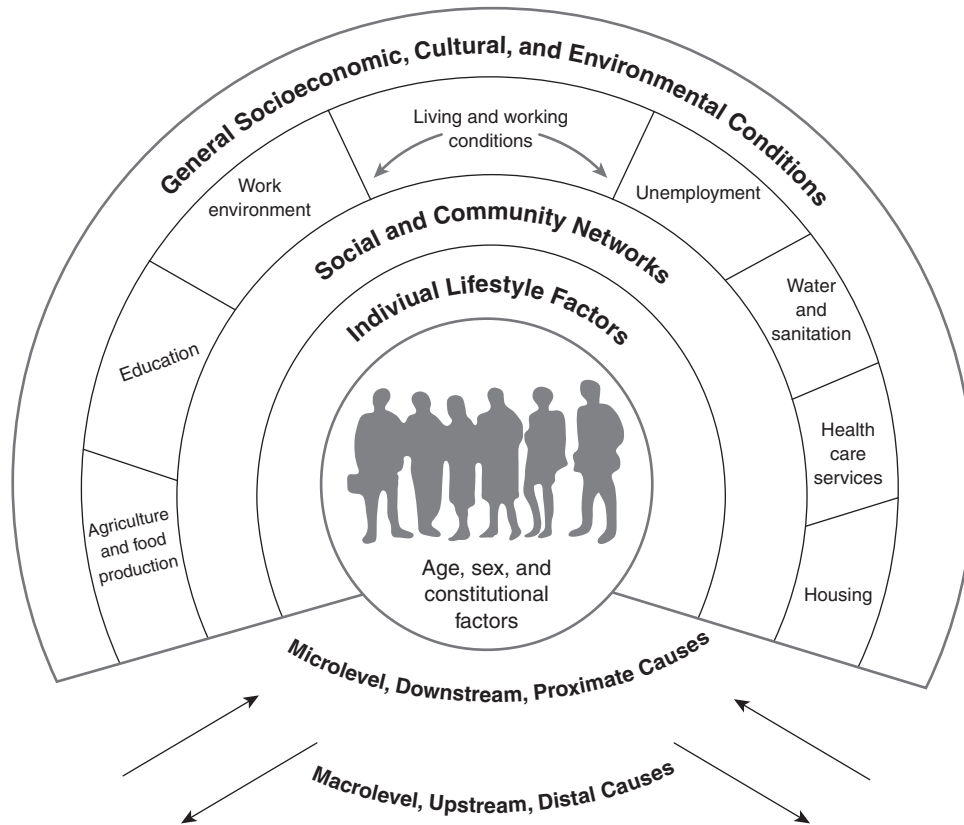 General Socioeconomic, Cultural, and Environmental Conditions
Living and working
conditions
Work
environment
Unemployment
Social and Community Networks
Indiviual Lifestyle Factors
Education
Water
and
sanitation
Health
care
services
Agriculture
and food
production
Housing
Age, sex, and
constitutional
factors
Microlevel, Downstream, Proximate Causes
Macrolevel, Upstream, Distal Causes